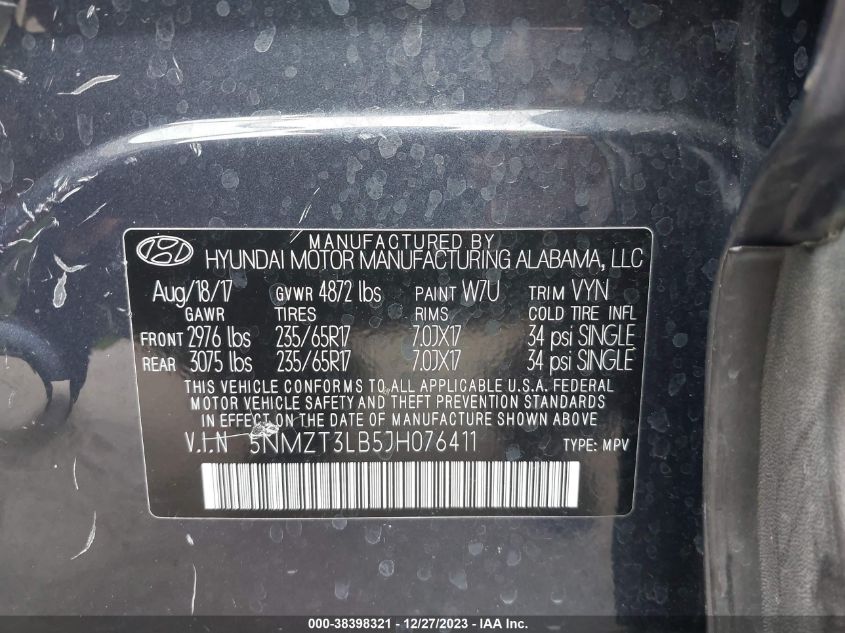 MANUFACTURED BY
HYUNDAI MOTOR MANUFACTURING ALABAMA, LLC
Aug/18/17 GVWR 4872 lbs PAINT W7U TRIM VYN
GAWR TIRES RIMS COLD TIRE INFL
FRONT 2976 lbs 235/65R17 7.0JX17 34 psi SINGLE
REAR 3075 lbs 235/65R17 7.0JX17 34 psi SINGLE
THIS VEHICLE CONFORMS TO ALL APPLICABLE U.S.A. FEDERAL
MOTOR VEHICLE SAFETY AND THEFT PREVENTION STANDARDS
IN EFFECT ON THE DATE OF MANUFACTURE SHOWN ABOVE
V.I.N 5NMZT3LB5JH076411 TYPE: MPV
000-38398321 - 12/27/2023 - IAA Inc.